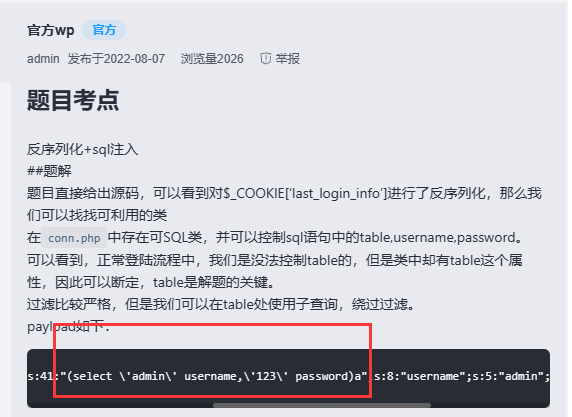 官方wp 官方
admin 发布于2022-08-07 浏览量2026 举报
题目考点
反序列化+sql注入
##题解
题目直接给出源码，可以看到对$_COOKIE['last_login_info']进行了反序列化，那么我
们可以找找可利用的类
在 conn.php 中存在可SQL类，并可以控制sql语句中的table,username,password。
可以看到，正常登陆流程中，我们是没法控制table的，但是类中却有table这个属
性，因此可以断定，table是解题的关键。
过滤比较严格，但是我们可以在table处使用子查询，绕过过滤。
payload如下：
s:41:"(select \'admin\' username,\'123\' password)a";s:8:"username";s:5:"admin";